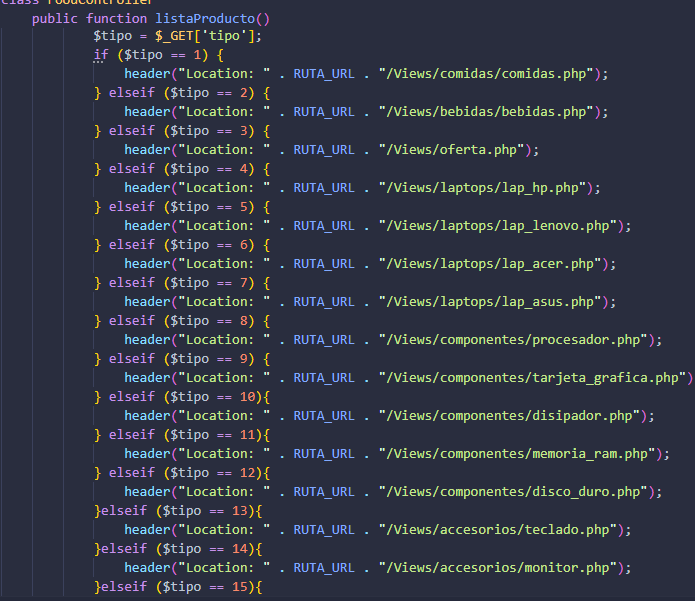 class FoodController
public function listaProducto()
$tipo = $_GET['tipo'];
if ($tipo == 1) {
header("Location: " . RUTA_URL . "/Views/comidas/comidas.php");
} elseif ($tipo == 2) {
header("Location: " . RUTA_URL . "/Views/bebidas/bebidas.php");
} elseif ($tipo == 3) {
header("Location: " . RUTA_URL . "/Views/oferta.php");
} elseif ($tipo == 4) {
header("Location: " . RUTA_URL . "/Views/laptops/lap_hp.php");
} elseif ($tipo == 5) {
header("Location: " . RUTA_URL . "/Views/laptops/lap_lenovo.php");
} elseif ($tipo == 6) {
header("Location: " . RUTA_URL . "/Views/laptops/lap_acer.php");
} elseif ($tipo == 7) {
header("Location: " . RUTA_URL . "/Views/laptops/lap_asus.php");
} elseif ($tipo == 8) {
header("Location: " . RUTA_URL . "/Views/componentes/procesador.php");
} elseif ($tipo == 9) {
header("Location: " . RUTA_URL . "/Views/componentes/tarjeta_grafica.php")
} elseif ($tipo == 10){
header("Location: " . RUTA_URL . "/Views/componentes/disipador.php");
} elseif ($tipo == 11){
header("Location: " . RUTA_URL . "/Views/componentes/memoria_ram.php");
} elseif ($tipo == 12){
header("Location: " . RUTA_URL . "/Views/componentes/disco_duro.php");
}elseif ($tipo == 13){
header("Location: " . RUTA_URL . "/Views/accesorios/teclado.php");
}elseif ($tipo == 14){
header("Location: " . RUTA_URL . "/Views/accesorios/monitor.php");
}elseif ($tipo == 15){